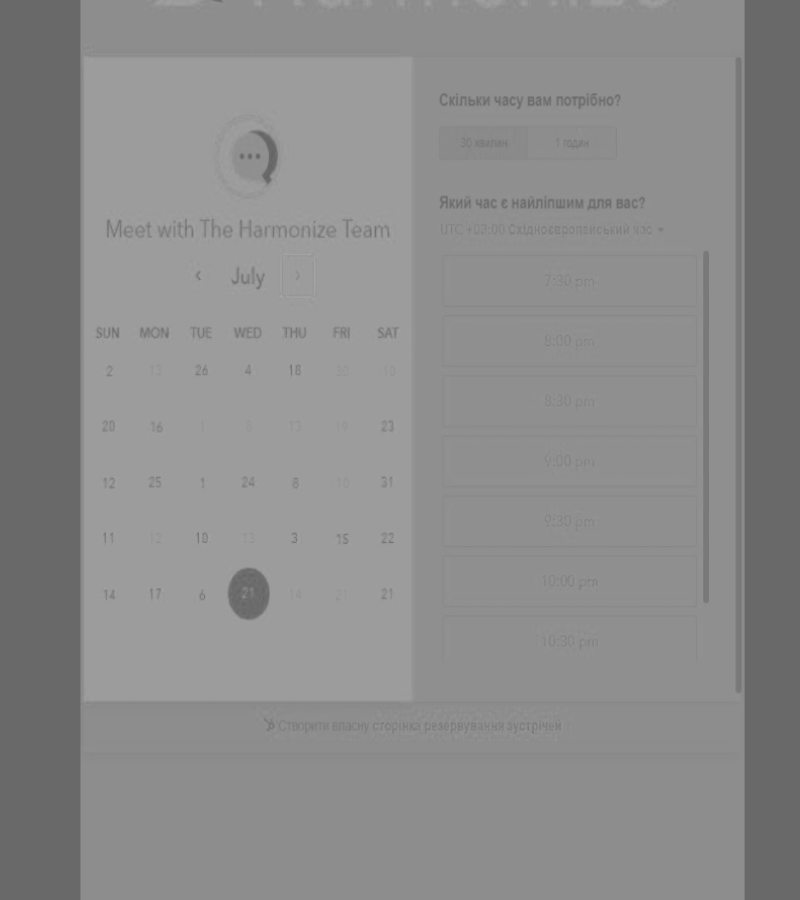 Meet with The Harmonize Team
‹ July ›
SUN MON TUE WED THU FRI SAT
2 13 26 4 18
20 16 1 13 19 23
12 25 1 24 8 10 31
11 12 10 13 3 15 22
14 17 6 21 14 21 21
Скільки часу вам потрібно?
30 хвилин 1 годин
Який час є найліпшим для вас?
UTC +02:00 Східноєвропейський час
7:30 pm
8:00 pm
8:30 pm
9:00 pm
9:30 pm
10:00 pm
10:30 pm
Створити власну сторінка резервування зустрічей